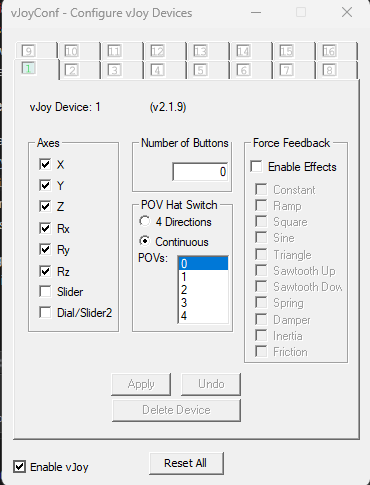 vJoyConf - Configure vJoy Devices
9 10 11 12 13 14 15 16
1 2 3 4 5 6 7 8
vJoy Device: 1 (v2.1.9)
Axes
X
Y
Z
Rx
Ry
Rz
Slider
Dial/Slider2
Number of Buttons
0
POV Hat Switch
4 Directions
Continuous
POVs:
0
1
2
3
4
Force Feedback
Enable Effects
Constant
Ramp
Square
Sine
Triangle
Sawtooth Up
Sawtooth Dow
Spring
Damper
Inertia
Friction
Apply Undo
Delete Device
Enable vJoy
Reset All